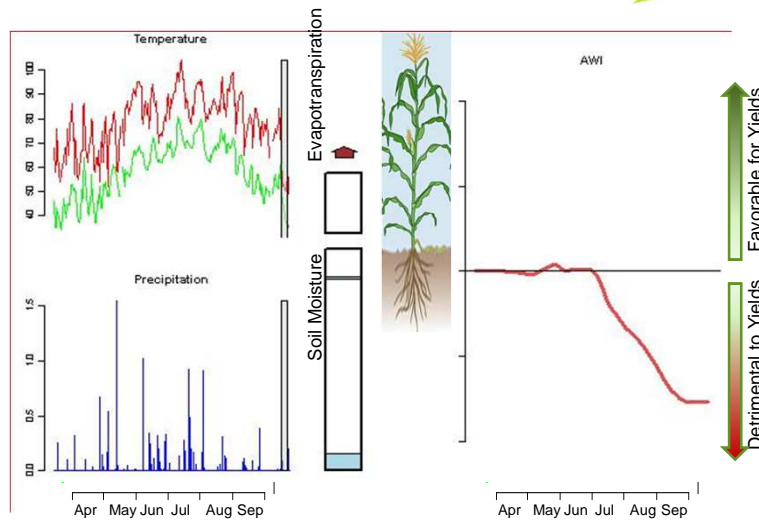 Temperature
100
90
80
70
60
50
40
Precipitation
1.5
1.0
0.5
0.0
Apr May Jun Jul Aug Sep
Evapotranspiration
Soil Moisture
AWI
Apr May Jun Jul Aug Sep
Favorable for Yields
Detrimental to Yields